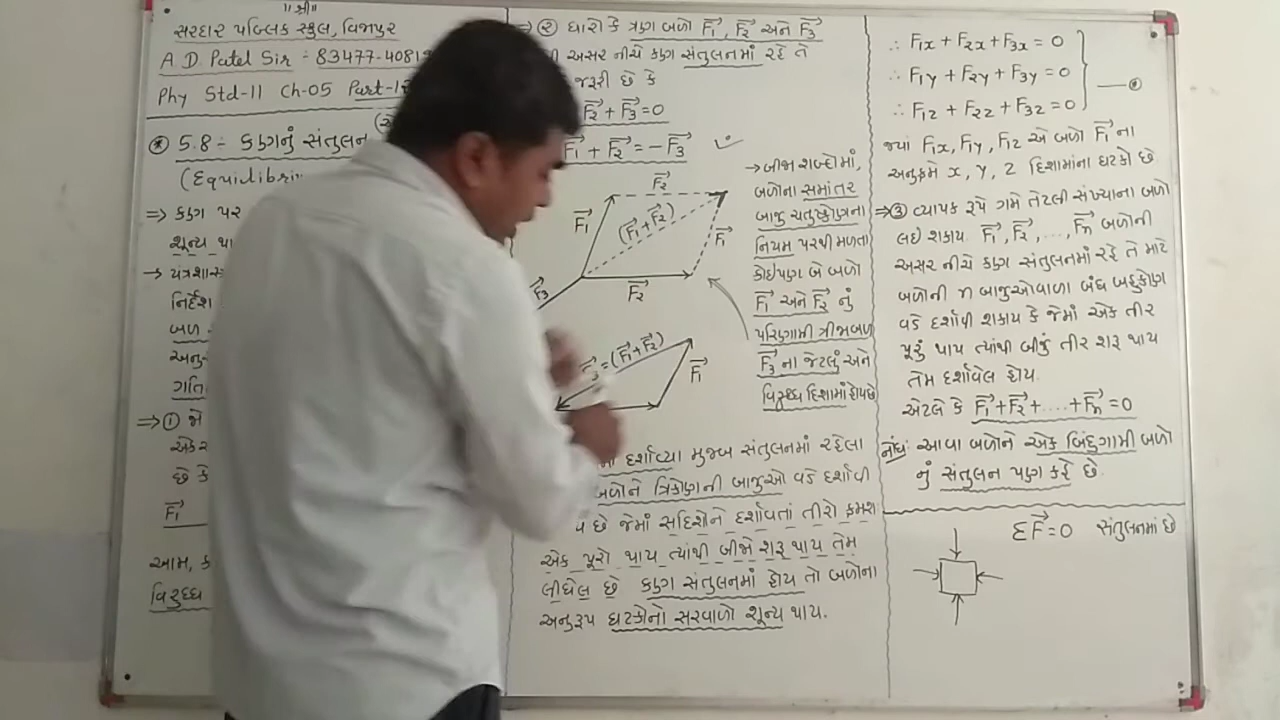 ॥ શ્રી ॥
સરદાર પબ્લિક સ્કુલ, વિજાપુર
A.D. Patel Sir :- 83477-4081
Phy Std-11 Ch-05 Part-1
5.8 :- કણનું સંતુલન
(Equilibri
⇒ કણ પર
શૂન્ય થા
→ યંત્રશાસ
નિર્દેશ
બળ
અનુ
ગતિ
⇒ ① જો
એક
છે કે
F₁
આમ, ક
વિરુધ્ધ
⇒ ② ધારો કે ત્રણ બળો F₁, F₂ અને F₃
ની અસર નીચે કણ સંતુલનમાં રહે તે
જરૂરી છે કે
F₂ + F₃ = 0
F₁ + F₂ = -F₃
F₂
F₁
(F₁+F₂)
F₁
F₃
F₂
₃ = (F₁+F₂)
F₁
→ બીજા શબ્દોમાં,
બળોના સમાંતર
બાજુ ચતુષ્કોણના
નિયમ પરથી મળતા
કોઈપણ બે બળો
F₁ અને F₂ નું
પરિણામી ત્રીજાબળ
F₃ ના જેટલું અને
વિરૂધ્ધ દિશામાં હોય છે
દર્શાવ્યા મુજબ સંતુલનમાં રહેલા
બળોને ત્રિકોણની બાજુઓ વડે દર્શાવી
છે જેમાં સદિશોને દર્શાવતાં તીરો ક્રમશ
એક પૂરો થાય ત્યાંથી બીજો શરૂ થાય તેમ
લીધેલ છે કણ સંતુલનમાં હોય તો બળોના
અનુરૂપ ઘટકોનો સરવાળો શૂન્ય થાય.
∴ F₁x + F₂x + F₃x = 0
∴ F₁y + F₂y + F₃y = 0
∴ F₁z + F₂z + F₃z = 0
જ્યાં F₁x, F₁y, F₁z એ બળો F₁ ના
અનુક્રમે x, y, z દિશામાંના ઘટકો છે
⇒ ③ વ્યાપક રૂપે ગમે તેટલી સંખ્યાના બળો
લઈ શકાય. F₁, F₂, ...., Fn બળોની
અસર નીચે કણ સંતુલનમાં રહે તે માટે
બળોની n બાજુઓવાળા બંધ બહુકોણ
વડે દર્શાવી શકાય કે જેમાં એક તીર
પૂરું થાય ત્યાંથી બીજું તીર શરૂ થાય
તેમ દર્શાવેલ હોય.
એટલે કે F₁+F₂+....+Fn = 0
નોંધ: આવા બળોને એક બિંદુગામી બળો
નું સંતુલન પણ કહે છે.
ΣF = 0 સંતુલનમાં છે